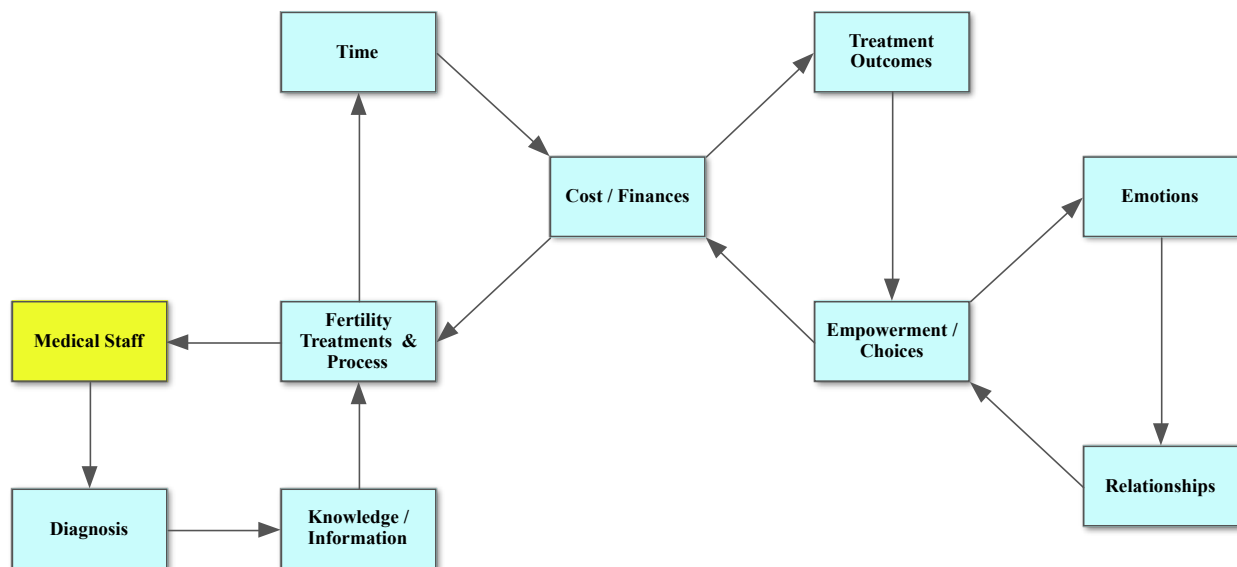 Time
Treatment
Outcomes
Cost / Finances
Emotions
Medical Staff
Fertility
Treatments & 
Process
Empowerment /
Choices
Diagnosis
Knowledge /
Information
Relationships